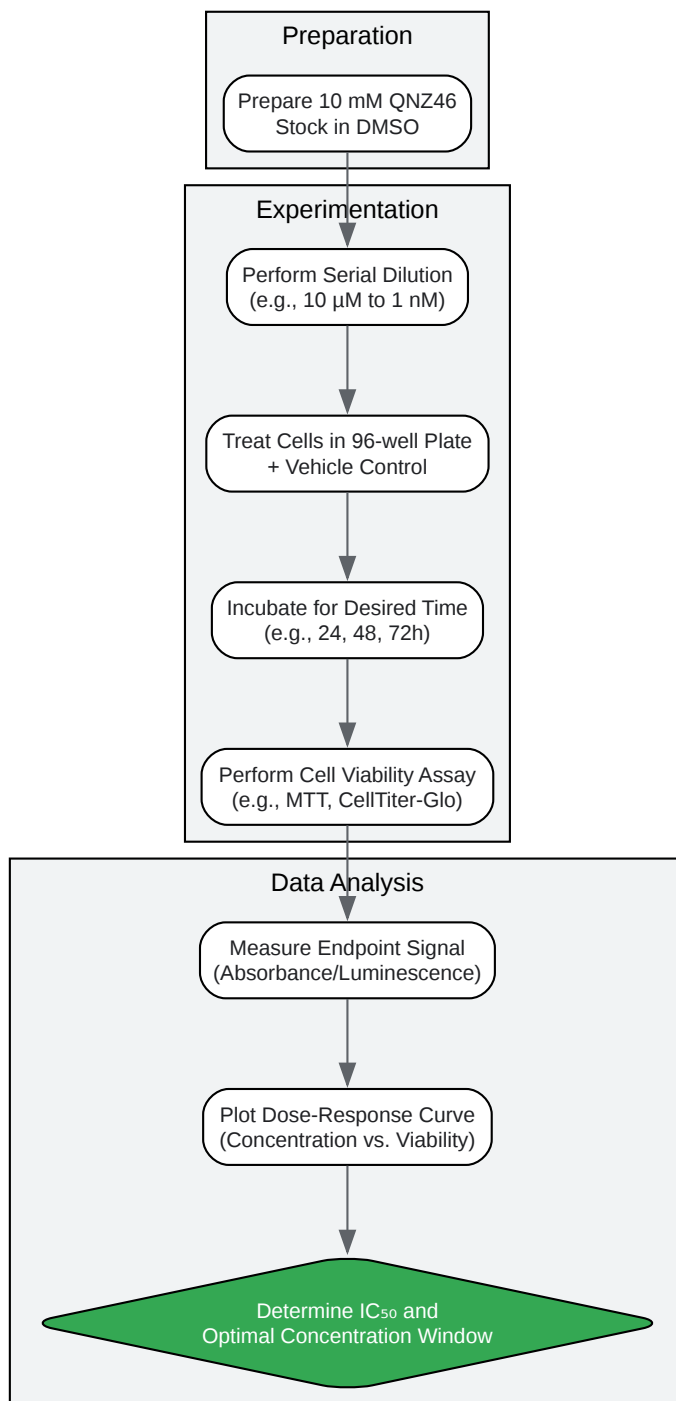 Preparation
Prepare 10 mM QNZ46
Stock in DMSO
Experimentation
Perform Serial Dilution
(e.g., 10 µM to 1 nM)
Treat Cells in 96-well Plate
+ Vehicle Control
Incubate for Desired Time
(e.g., 24, 48, 72h)
Perform Cell Viability Assay
(e.g., MTT, CellTiter-Glo)
Data Analysis
Measure Endpoint Signal
(Absorbance/Luminescence)
Plot Dose-Response Curve
(Concentration vs. Viability)
Determine IC₅₀ and
Optimal Concentration Window